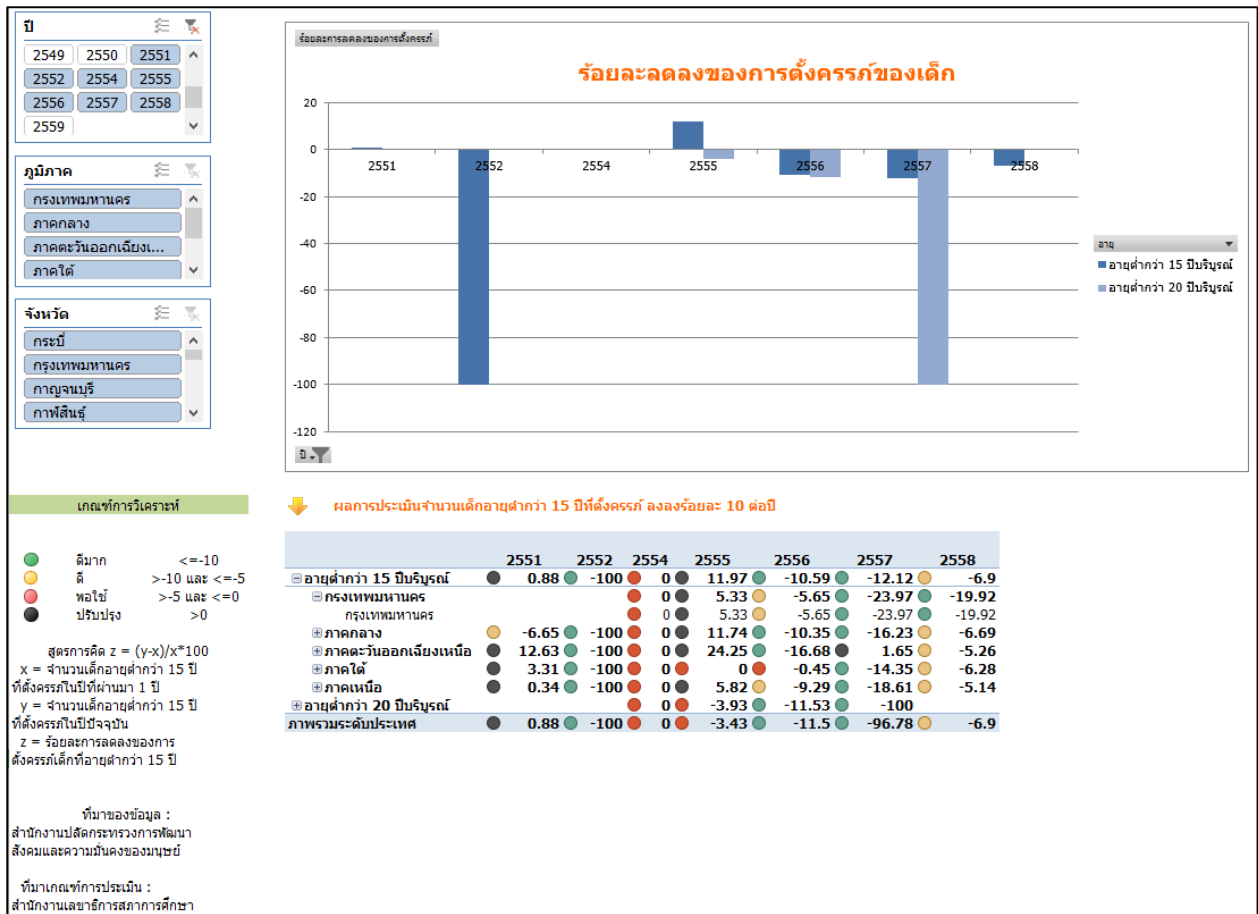 ปี
2549 2550 2551
2552 2554 2555
2556 2557 2558
2559
ภูมิภาค
กรงเทพมหานคร
ภาคกลาง
ภาคตะวันออกเฉียงเ...
ภาคใต้
จังหวัด
กระบี่
กรุงเทพมหานคร
กาญจนบุรี
กาฬสินธุ์
ร้อยละการลดลงของการตั้งครรภ์
ร้อยละลดลงของการตั้งครรภ์ของเด็ก
20
0
-20
-40
-60
-80
-100
-120
2551 2552 2554 2555 2556 2557 2558
อายุ
อายุต่ำกว่า 15 ปีบริบูรณ์
อายุต่ำกว่า 20 ปีบริบูรณ์
ปี
เกณฑ์การวิเคราะห์
ดีมาก <=-10
ดี >-10 และ <=-5
พอใช้ >-5 และ <=0
ปรับปรุง >0
สูตรการคิด z = (y-x)/x*100
x = จำนวนเด็กอายุต่ำกว่า 15 ปี
ที่ตั้งครรภ์ในปีที่ผ่านมา 1 ปี
y = จำนวนเด็กอายุต่ำกว่า 15 ปี
ที่ตั้งครรภ์ในปีปัจจุบัน
z = ร้อยละการลดลงของการ
ตั้งครรภ์เด็กที่อายุต่ำกว่า 15 ปี
ที่มาของข้อมูล :
สำนักงานปลัดกระทรวงการพัฒนา
สังคมและความมั่นคงของมนุษย์
ที่มาเกณฑ์การประเมิน :
สำนักงานเลขาธิการสภาการศึกษา
ผลการประเมินจำนวนเด็กอายุต่ำกว่า 15 ปีที่ตั้งครรภ์ ลงลงร้อยละ 10 ต่อปี
2551 2552 2554 2555 2556 2557 2558
อายุต่ำกว่า 15 ปีบริบูรณ์ 0.88 -100 0 11.97 -10.59 -12.12 -6.9
กรงเทพมหานคร 0 5.33 -5.65 -23.97 -19.92
กรุงเทพมหานคร 0 5.33 -5.65 -23.97 -19.92
ภาคกลาง -6.65 -100 0 11.74 -10.35 -16.23 -6.69
ภาคตะวันออกเฉียงเหนือ 12.63 -100 0 24.25 -16.68 1.65 -5.26
ภาคใต้ 3.31 -100 0 0 -0.45 -14.35 -6.28
ภาคเหนือ 0.34 -100 0 5.82 -9.29 -18.61 -5.14
อายุต่ำกว่า 20 ปีบริบูรณ์ 0 -3.93 -11.53 -100
ภาพรวมระดับประเทศ 0.88 -100 0 -3.43 -11.5 -96.78 -6.9